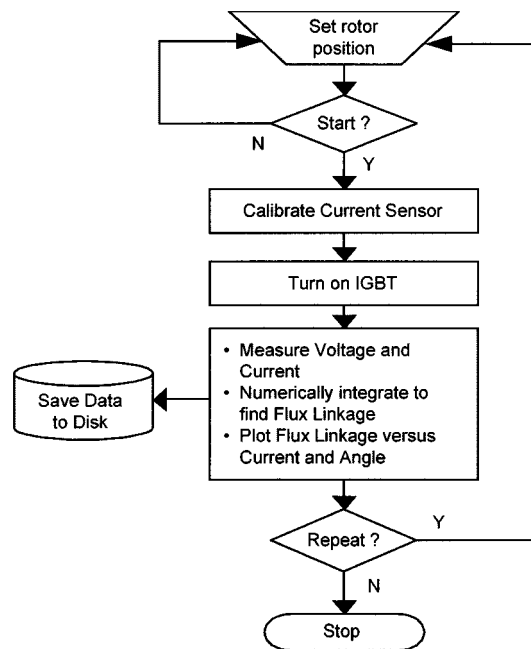 Set rotor
position
Start ?
N
Y
Calibrate Current Sensor
Turn on IGBT
• Measure Voltage and
Current
• Numerically integrate to
find Flux Linkage
• Plot Flux Linkage versus
Current and Angle
Save Data
to Disk
Repeat ?
Y
N
Stop